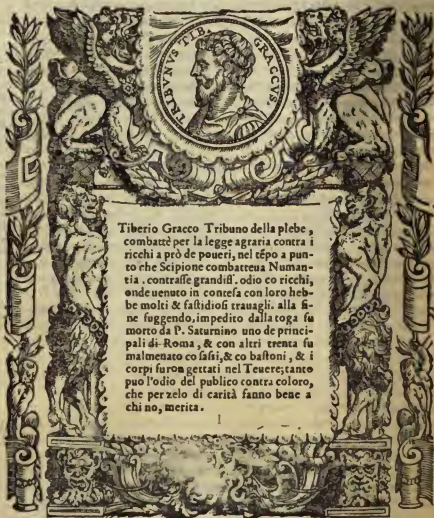 TRIBVNVS TIB. GRACCVS.
Tiberio Gracco Tribuno della plebe,
combattè per la legge agraria contra i
ricchi a prò de poueri, nel tẽpo a pun-
to che Scipione combatteua Numan-
tia. contraſſe grandiſſ. odio co ricchi,
onde uenuto in conteſa con loro heb-
be molti & faſtidioſi trauagli. alla fi-
ne fuggendo, impedito dalla toga fu
morto da P. Saturnino uno de princi-
pali di Roma, & con altri trenta fu
malmenato co ſaſsi, & co baſtoni, & i
corpi furon gettati nel Teuere; tanto
puo l'odio del publico contra coloro,
che per zelo di carità fanno bene a
chi no, merita.
I